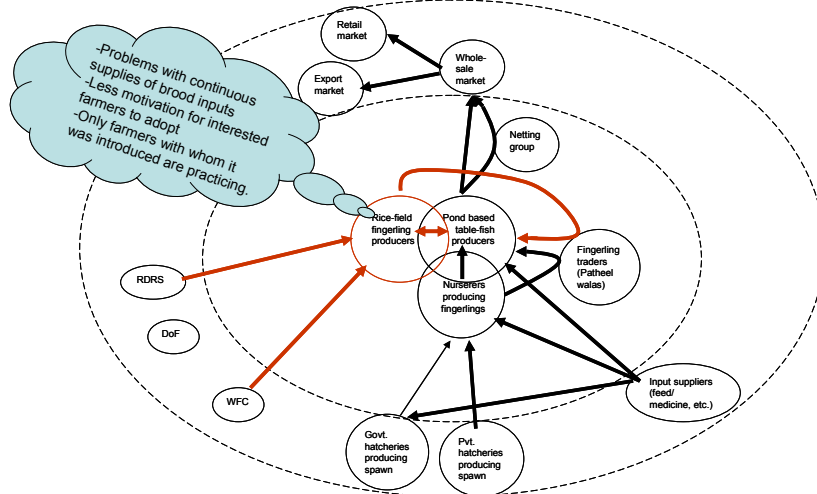 -Problems with continuous
supplies of brood inputs
-Less motivation for interested
farmers to adopt
-Only farmers with whom it
was introduced are practicing.
Retail
market
Export
market
Whole-
sale
market
Netting
group
Rice-field
fingerling
producers
Pond based
table-fish
producers
Fingerling
traders
(Patheel
walas)
Nurserers
producing
fingerlings
RDRS
DoF
WFC
Input suppliers
(feed/
medicine, etc.)
Govt.
hatcheries
producing
spawn
Pvt.
hatcheries
producing
spawn